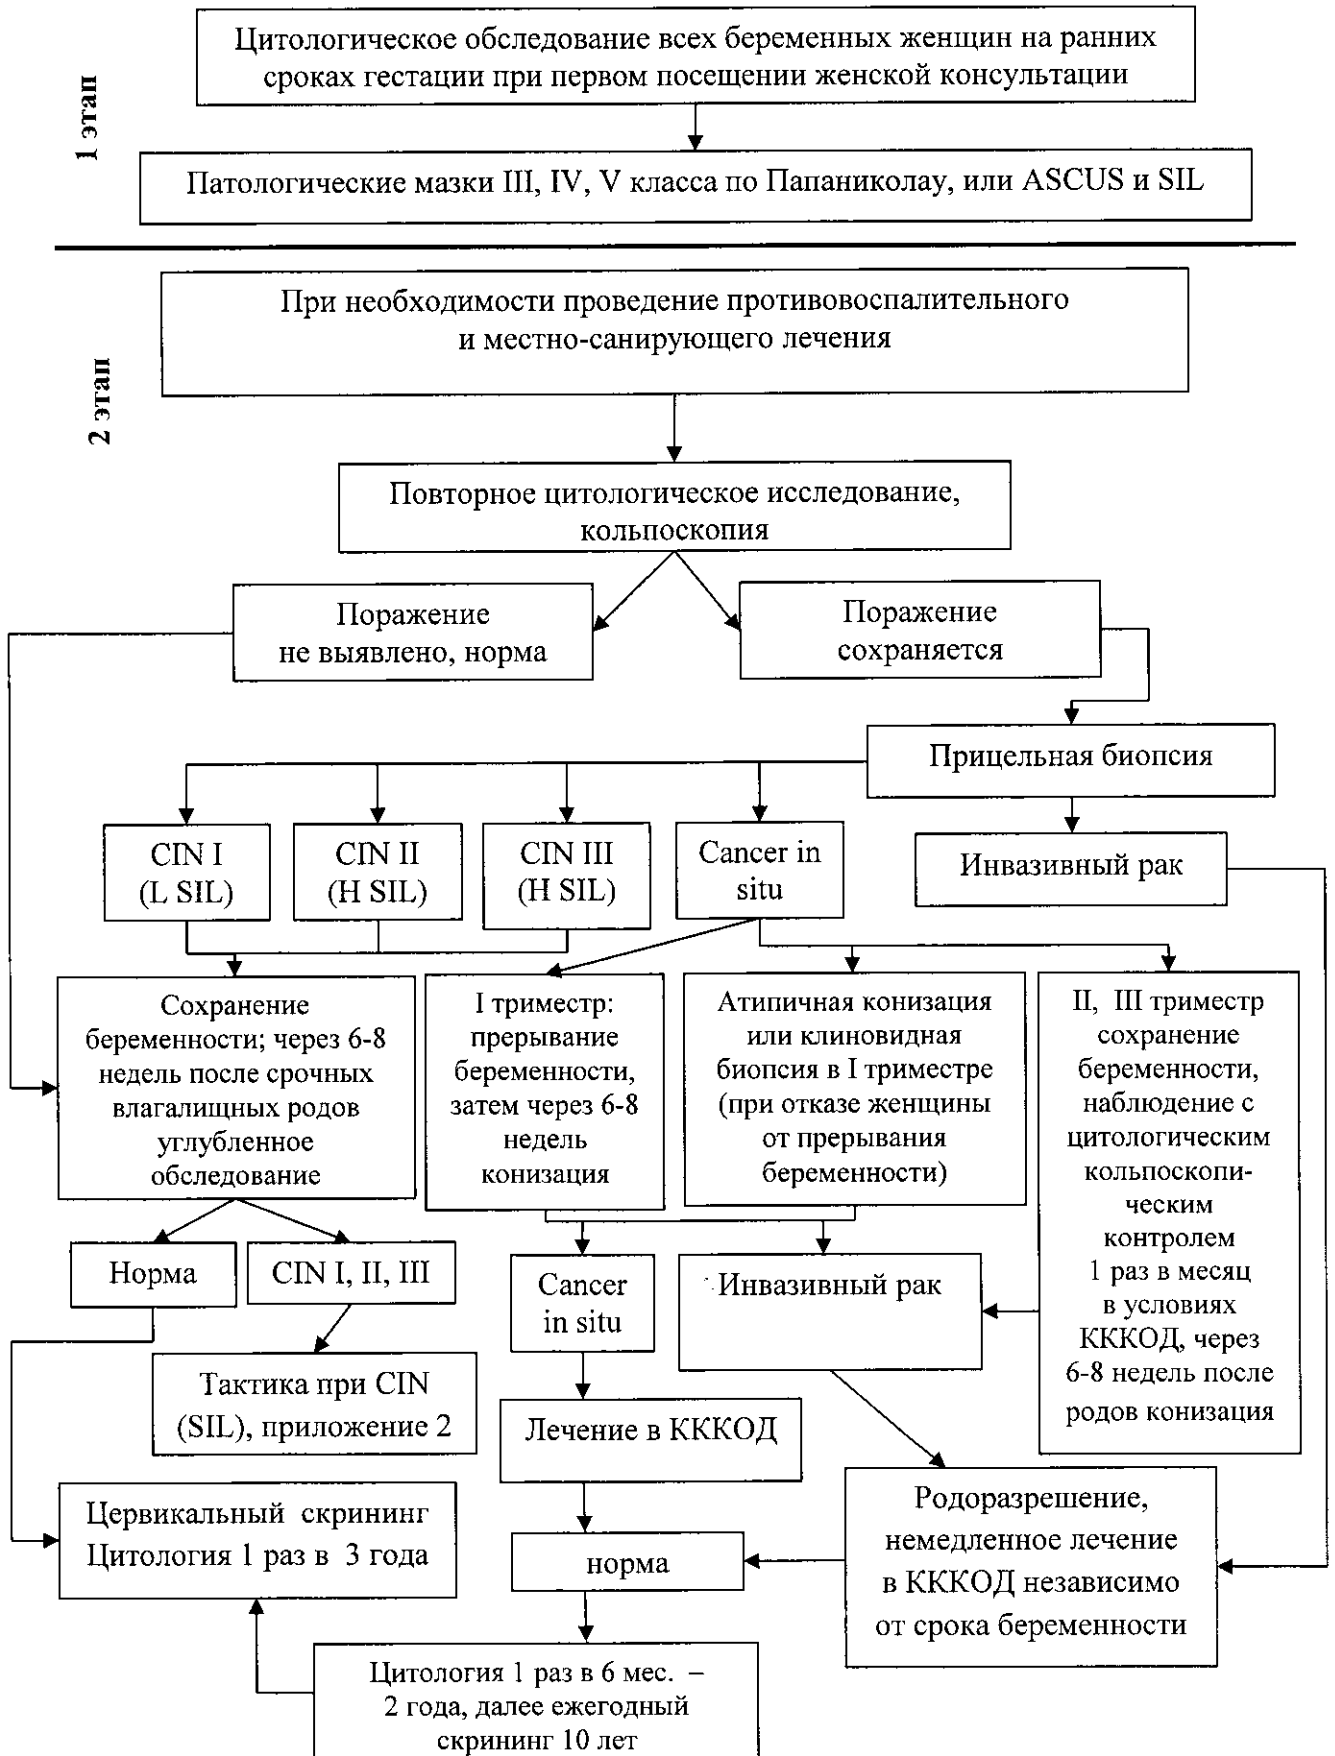 1 этап
Цитологическое обследование всех беременных женщин на ранних
сроках гестации при первом посещении женской консультации
Патологические мазки III, IV, V класса по Папаниколау, или ASCUS и SIL
2 этап
При необходимости проведение противовоспалительного
и местно-санирующего лечения
Повторное цитологическое исследование,
кольпоскопия
Поражение
не выявлено, норма
Поражение
сохраняется
Прицельная биопсия
CIN I
(L SIL)
CIN II
(H SIL)
CIN III
(H SIL)
Cancer in
situ
Инвазивный рак
Сохранение
беременности; через 6-8
недель после срочных
влагалищных родов
углубленное
обследование
I триместр:
прерывание
беременности,
затем через 6-8
недель
конизация
Атипичная конизация
или клиновидная
биопсия в I триместре
(при отказе женщины
от прерывания
беременности)
II, III триместр
сохранение
беременности,
наблюдение с
цитологическим
кольпоскопи-
ческим
контролем
1 раз в месяц
в условиях
КККОД, через
6-8 недель после
родов конизация
Норма
CIN I, II, III
Cancer
in situ
Инвазивный рак
Тактика при CIN
(SIL), приложение 2
Лечение в КККОД
Цервикальный скрининг
Цитология 1 раз в 3 года
норма
Родоразрешение,
немедленное лечение
в КККОД независимо
от срока беременности
Цитология 1 раз в 6 мес. –
2 года, далее ежегодный
скрининг 10 лет